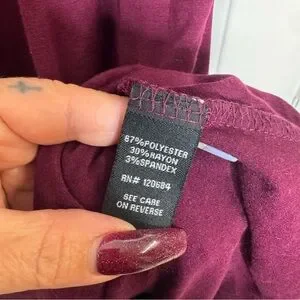 67%POLYESTER
30%RAYON
3%SPANDEX
RN# 120684
SEE CARE
ON REVERSE